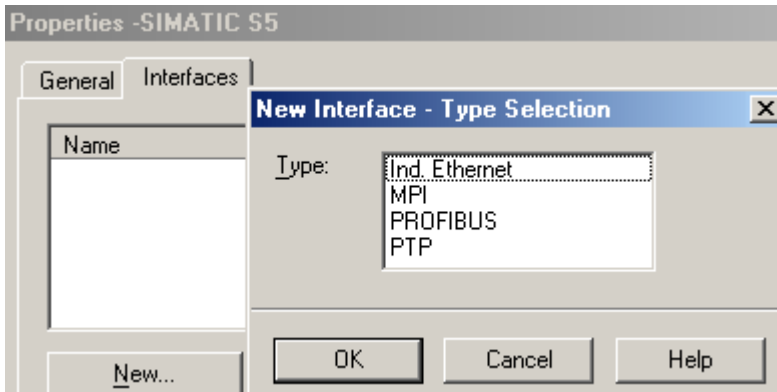 Properties -SIMATIC S5
General Interfaces
New Interface - Type Selection
Name
Type:
Ind. Ethernet
MPI
PROFIBUS
PTP
New...
OK Cancel Help